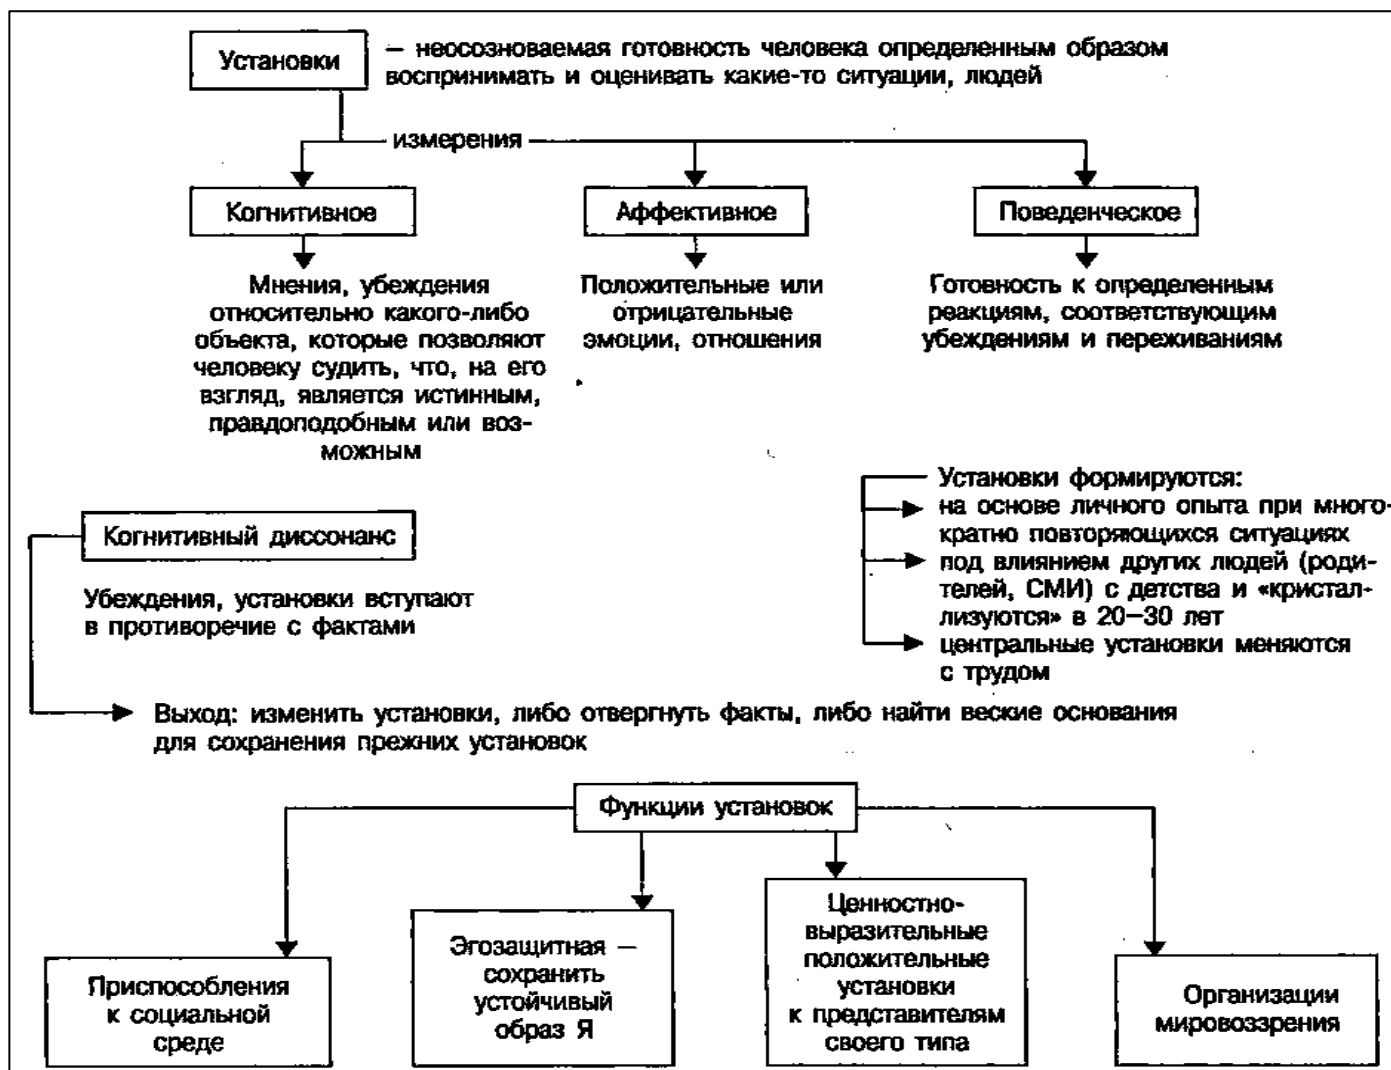 Установки
— неосозноваемая готовность человека определенным образом
воспринимать и оценивать какие-то ситуации, людей
измерения
Когнитивное
Аффективное
Поведенческое
Мнения, убеждения
относительно какого-либо
объекта, которые позволяют
человеку судить, что, на его
взгляд, является истинным,
правдоподобным или воз-
можным
Положительные или
отрицательные
эмоции, отношения
Готовность к определенным
реакциям, соответствующим
убеждениям и переживаниям
Установки формируются:
на основе личного опыта при много-
кратно повторяющихся ситуациях
под влиянием других людей (роди-
телей, СМИ) с детства и «кристал-
лизуются» в 20—30 лет
центральные установки меняются
с трудом
Когнитивный диссонанс
Убеждения, установки вступают
в противоречие с фактами
Выход: изменить установки, либо отвергнуть факты, либо найти веские основания
для сохранения прежних установок
Функции установок
Приспособления
к социальной
среде
Эгозащитная —
сохранить
устойчивый
образ Я
Ценностно-
выразительные
положительные
установки
к представителям
своего типа
Организации
мировоззрения